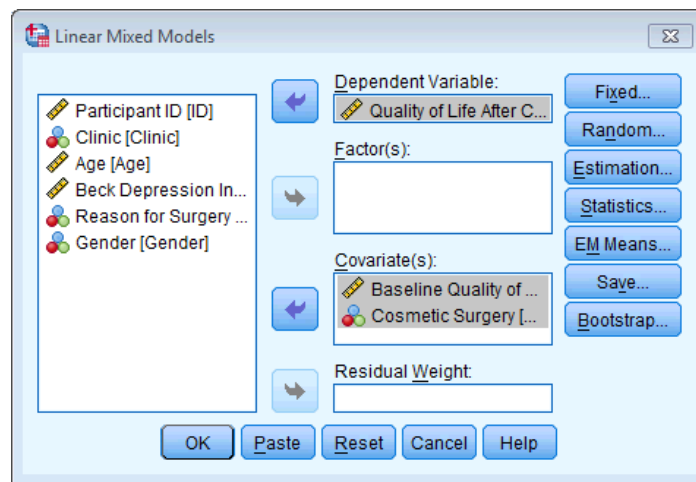 Linear Mixed Models
Participant ID [ID]
Clinic [Clinic]
Age [Age]
Beck Depression In...
Reason for Surgery ...
Gender [Gender]
Dependent Variable:
Quality of Life After C...
Factor(s):
Covariate(s):
Baseline Quality of ...
Cosmetic Surgery [...
Residual Weight:
Fixed...
Random...
Estimation...
Statistics...
EM Means...
Save...
Bootstrap...
OK
Paste
Reset
Cancel
Help